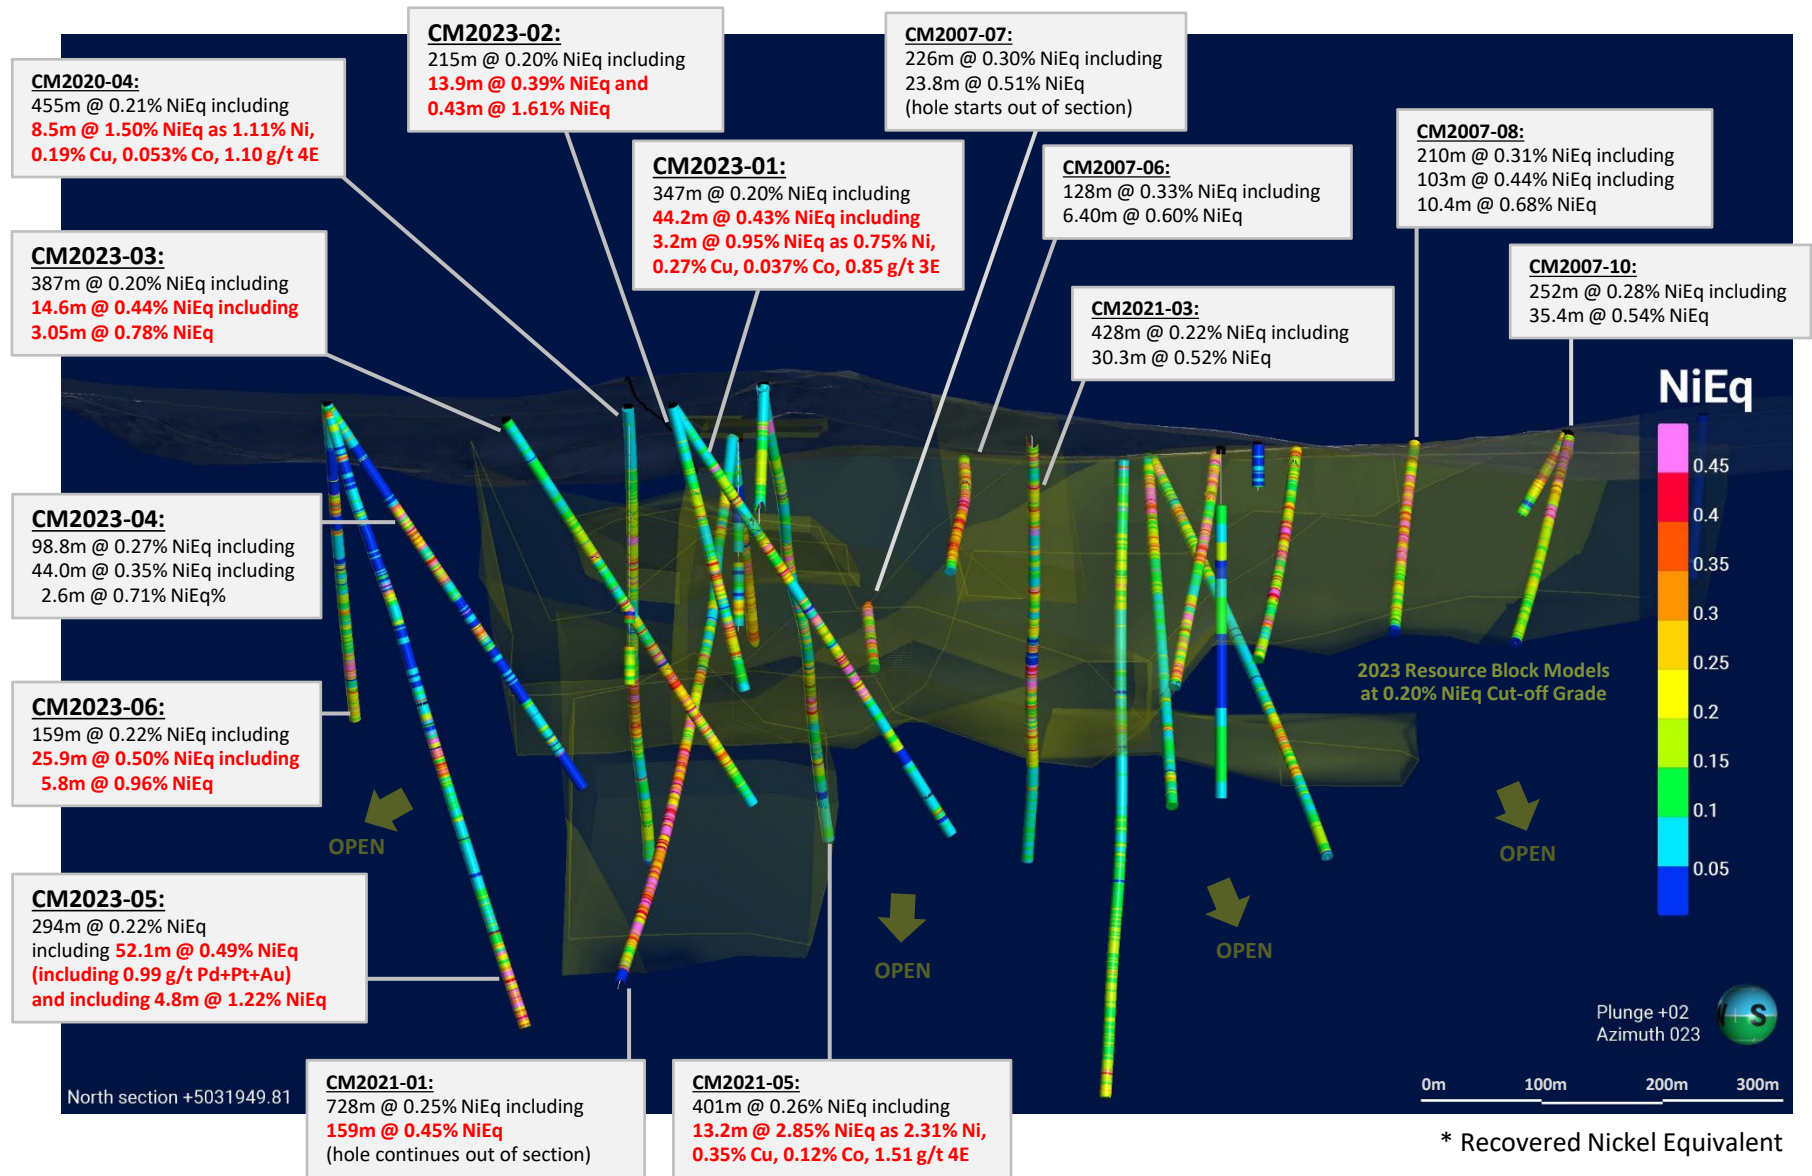 CM2023-02:
215m @ 0.20% NiEq including
13.9m @ 0.39% NiEq and
0.43m @ 1.61% NiEq
CM2007-07:
226m @ 0.30% NiEq including
23.8m @ 0.51% NiEq
(hole starts out of section)
CM2020-04:
455m @ 0.21% NiEq including
8.5m @ 1.50% NiEq as 1.11% Ni,
0.19% Cu, 0.053% Co, 1.10 g/t 4E
CM2023-01:
347m @ 0.20% NiEq including
44.2m @ 0.43% NiEq including
3.2m @ 0.95% NiEq as 0.75% Ni,
0.27% Cu, 0.037% Co, 0.85 g/t 3E
CM2007-06:
128m @ 0.33% NiEq including
6.40m @ 0.60% NiEq
CM2007-08:
210m @ 0.31% NiEq including
103m @ 0.44% NiEq including
10.4m @ 0.68% NiEq
CM2023-03:
387m @ 0.20% NiEq including
14.6m @ 0.44% NiEq including
3.05m @ 0.78% NiEq
CM2021-03:
428m @ 0.22% NiEq including
30.3m @ 0.52% NiEq
CM2007-10:
252m @ 0.28% NiEq including
35.4m @ 0.54% NiEq
NiEq
0.45
0.4
0.35
0.3
0.25
0.2
0.15
0.1
0.05
CM2023-04:
98.8m @ 0.27% NiEq including
44.0m @ 0.35% NiEq including
2.6m @ 0.71% NiEq%
2023 Resource Block Models
at 0.20% NiEq Cut-off Grade
CM2023-06:
159m @ 0.22% NiEq including
25.9m @ 0.50% NiEq including
5.8m @ 0.96% NiEq
OPEN
OPEN
OPEN
OPEN
CM2023-05:
294m @ 0.22% NiEq
including 52.1m @ 0.49% NiEq
(including 0.99 g/t Pd+Pt+Au)
and including 4.8m @ 1.22% NiEq
Plunge +02
Azimuth 023
S
North section +5031949.81
CM2021-01:
728m @ 0.25% NiEq including
159m @ 0.45% NiEq
(hole continues out of section)
CM2021-05:
401m @ 0.26% NiEq including
13.2m @ 2.85% NiEq as 2.31% Ni,
0.35% Cu, 0.12% Co, 1.51 g/t 4E
0m 100m 200m 300m
* Recovered Nickel Equivalent